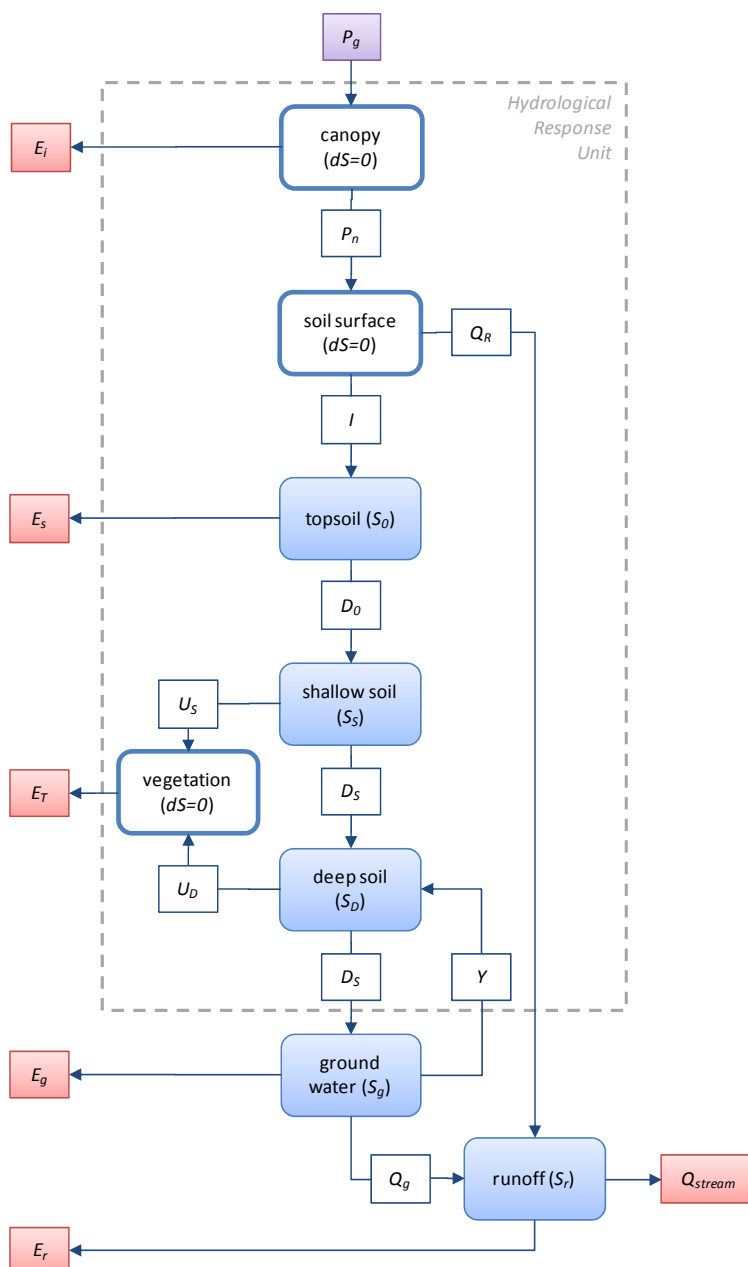 P_g
Hydrological
Response
Unit
canopy
(dS=0)
E_i
P_n
soil surface
(dS=0)
Q_R
I
E_s
topsoil (S_0)
D_0
shallow soil
(S_S)
U_S
E_T
vegetation
(dS=0)
D_S
U_D
deep soil
(S_D)
D_S
Y
E_g
ground
water (S_g)
Q_g
runoff (S_r)
Q_stream
E_r